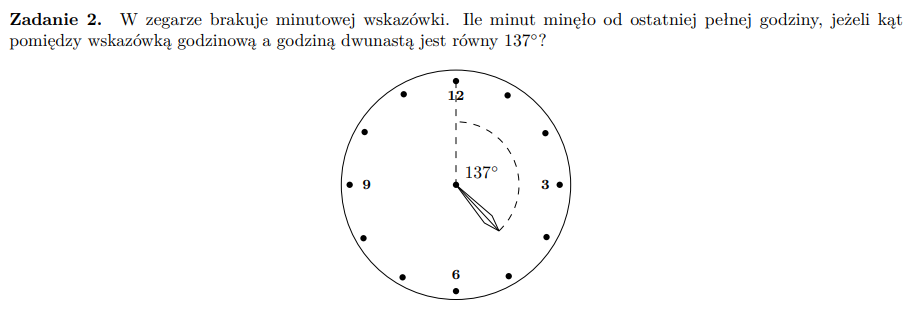 Zadanie 2. W zegarze brakuje minutowej wskazówki. Ile minut minęło od ostatniej pełnej godziny, jeżeli kąt
pomiędzy wskazówką godzinową a godziną dwunastą jest równy 137°?
12
137°
9
3
6